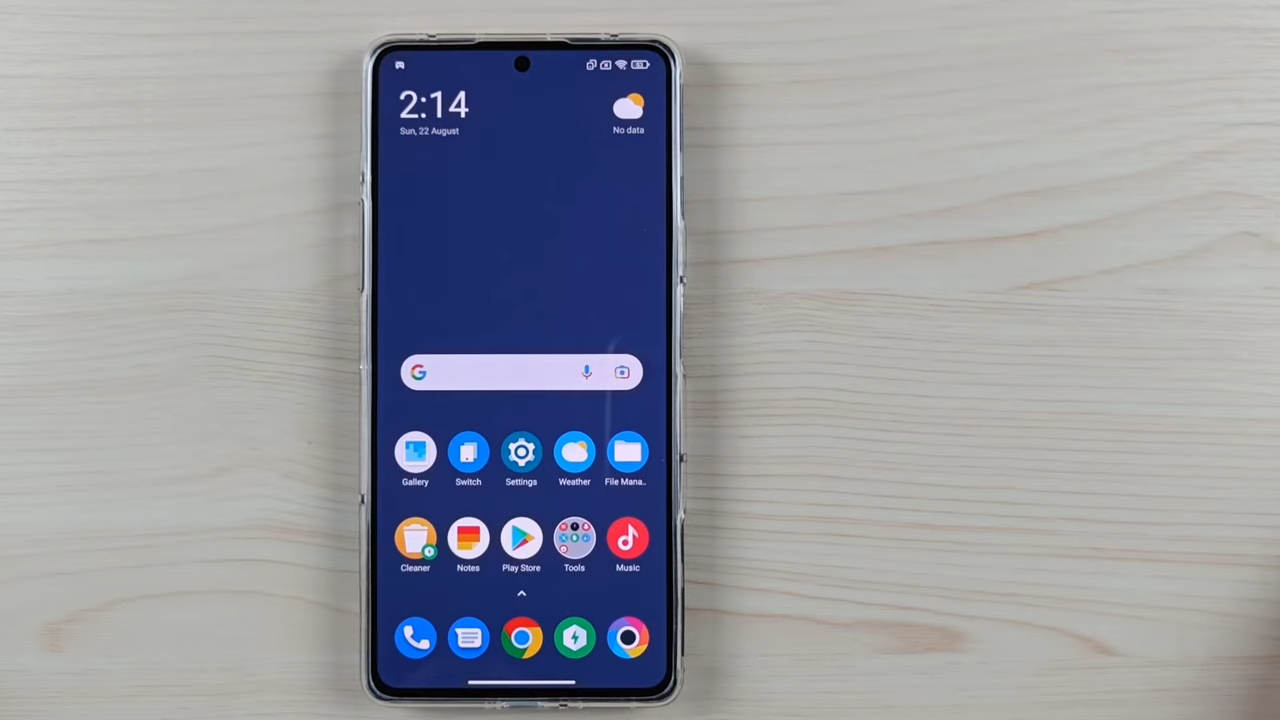 2:14
Sun, 22 August
No data
Gallery
Switch
Settings
Weather
File Mana..
Cleaner
Notes
Play Store
Tools
Music